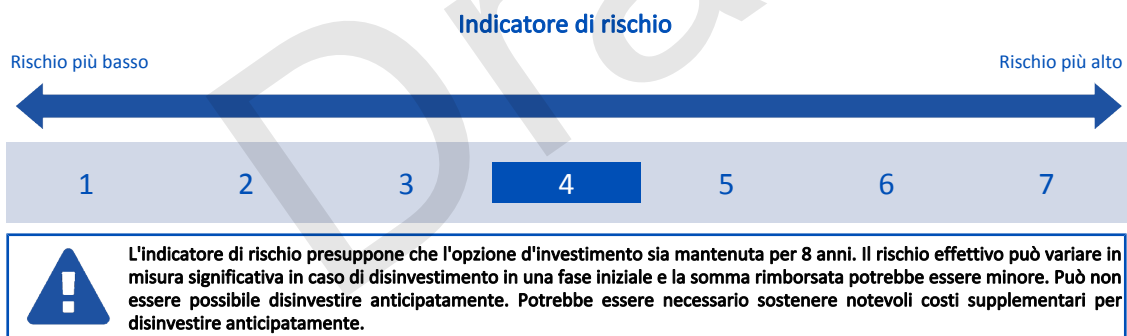 Indicatore di rischio
Rischio più basso Rischio più alto
1 2 3 4 5 6 7
L'indicatore di rischio presuppone che l'opzione d'investimento sia mantenuta per 8 anni. Il rischio effettivo può variare in
misura significativa in caso di disinvestimento in una fase iniziale e la somma rimborsata potrebbe essere minore. Può non
essere possibile disinvestire anticipatamente. Potrebbe essere necessario sostenere notevoli costi supplementari per
disinvestire anticipatamente.